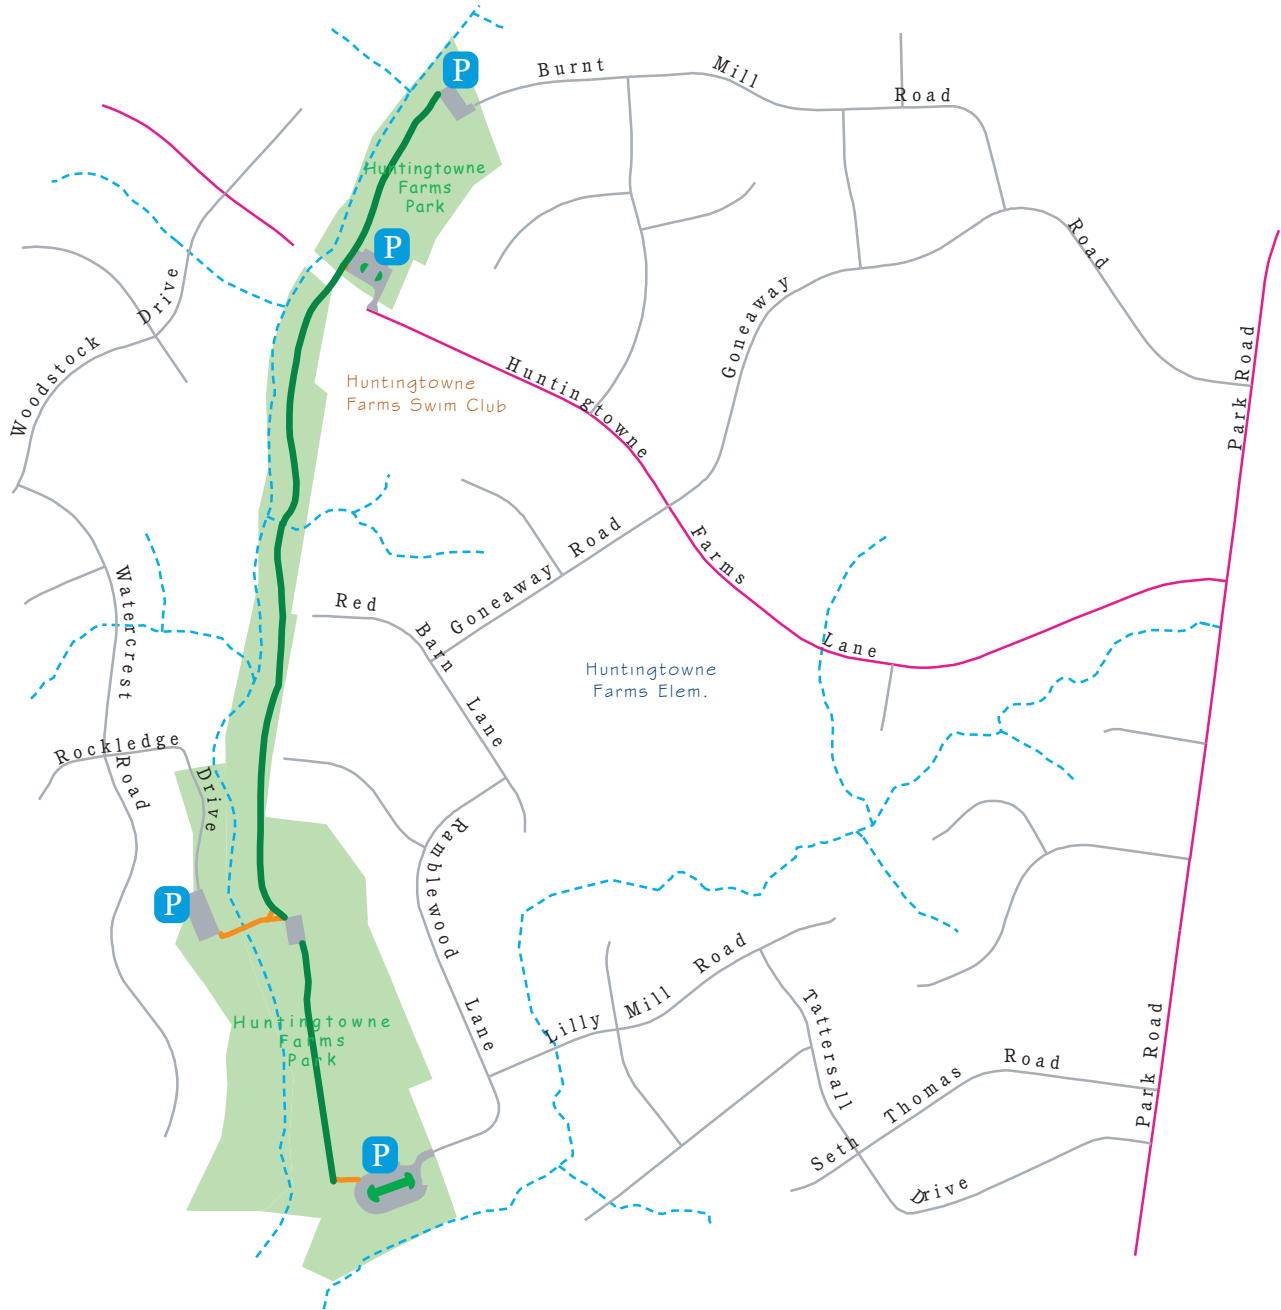 P
Burnt Mill Road
Huntingtowne
Farms
Park
P
Road
Woodstock Drive
Goneaway
Park Road
Huntingtowne
Farms Swim Club
Huntingtowne Farms Lane
Goneaway Road
Red Barn Lane
Watercrest Road
Huntingtowne
Farms Elem.
Rockledge Drive
Ramblewood Lane
P
Lilly Mill Road
Huntingtowne
Farms
Park
Tattersall Drive
Seth Thomas Road
Park Road
P